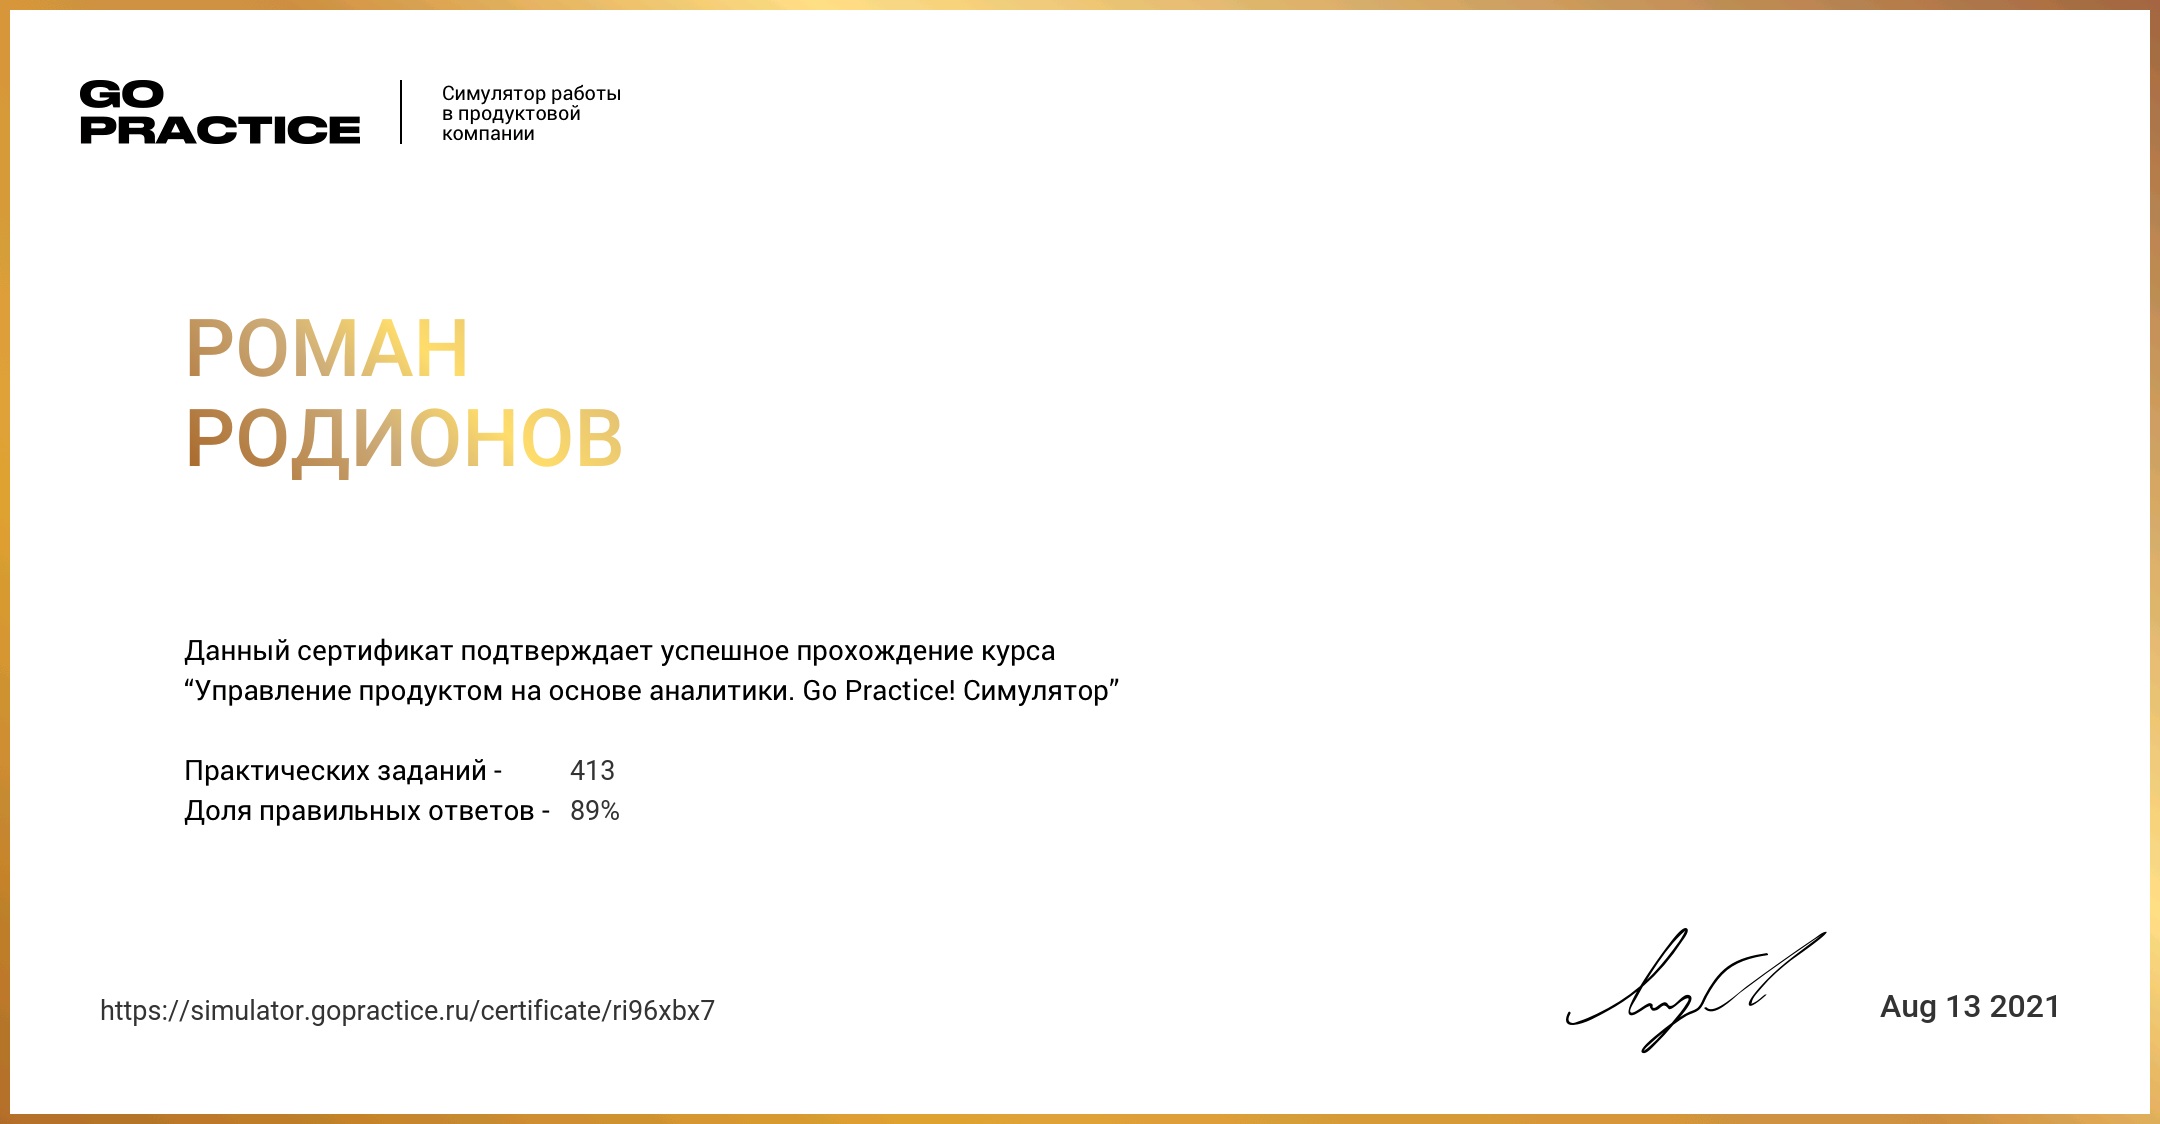 GO
PRACTICE
Симулятор работы
в продуктовой
компании
РОМАН
РОДИОНОВ
Данный сертификат подтверждает успешное прохождение курса
“Управление продуктом на основе аналитики. Go Practice! Симулятор”
Практических заданий - 413
Доля правильных ответов - 89%
https://simulator.gopractice.ru/certificate/ri96xbx7
Aug 13 2021